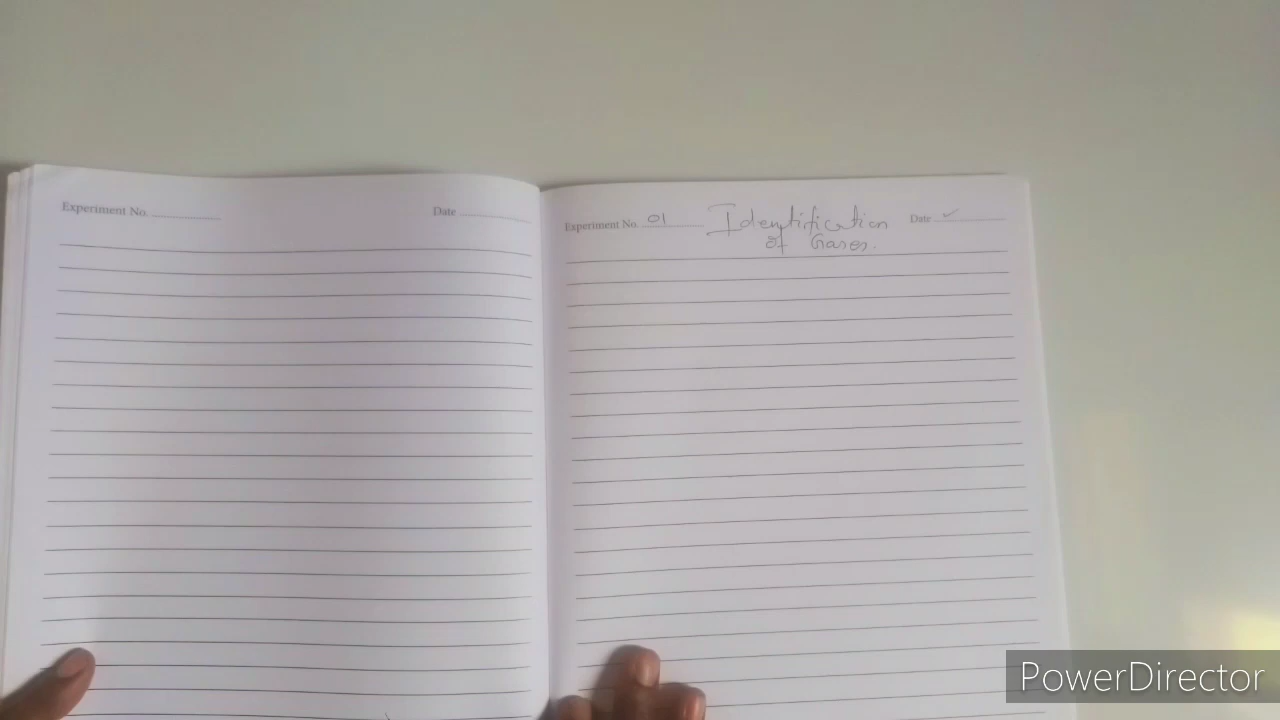 Experiment No. .................... Date ....................
Experiment No. 01 Identification Date ✓
of Gases.
PowerDirector